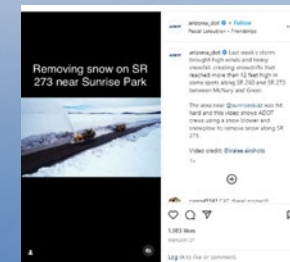 Removing snow on SR
273 near Sunrise Park
arizona_dot • Follow
arizona_dot Last week's storm
brought high winds and heavy
snowfall, creating snowdrifts that
reached more than 12 feet high in
some spots along SR 260 and SR 273
between McNary and Greer.
The area near @sunriseskiaz was hit
hard and this video shows ADOT
crews using a snow blower and
snowplow to remove snow along SR
273.
Video credit:
1,083 likes
Log in to like or comment.